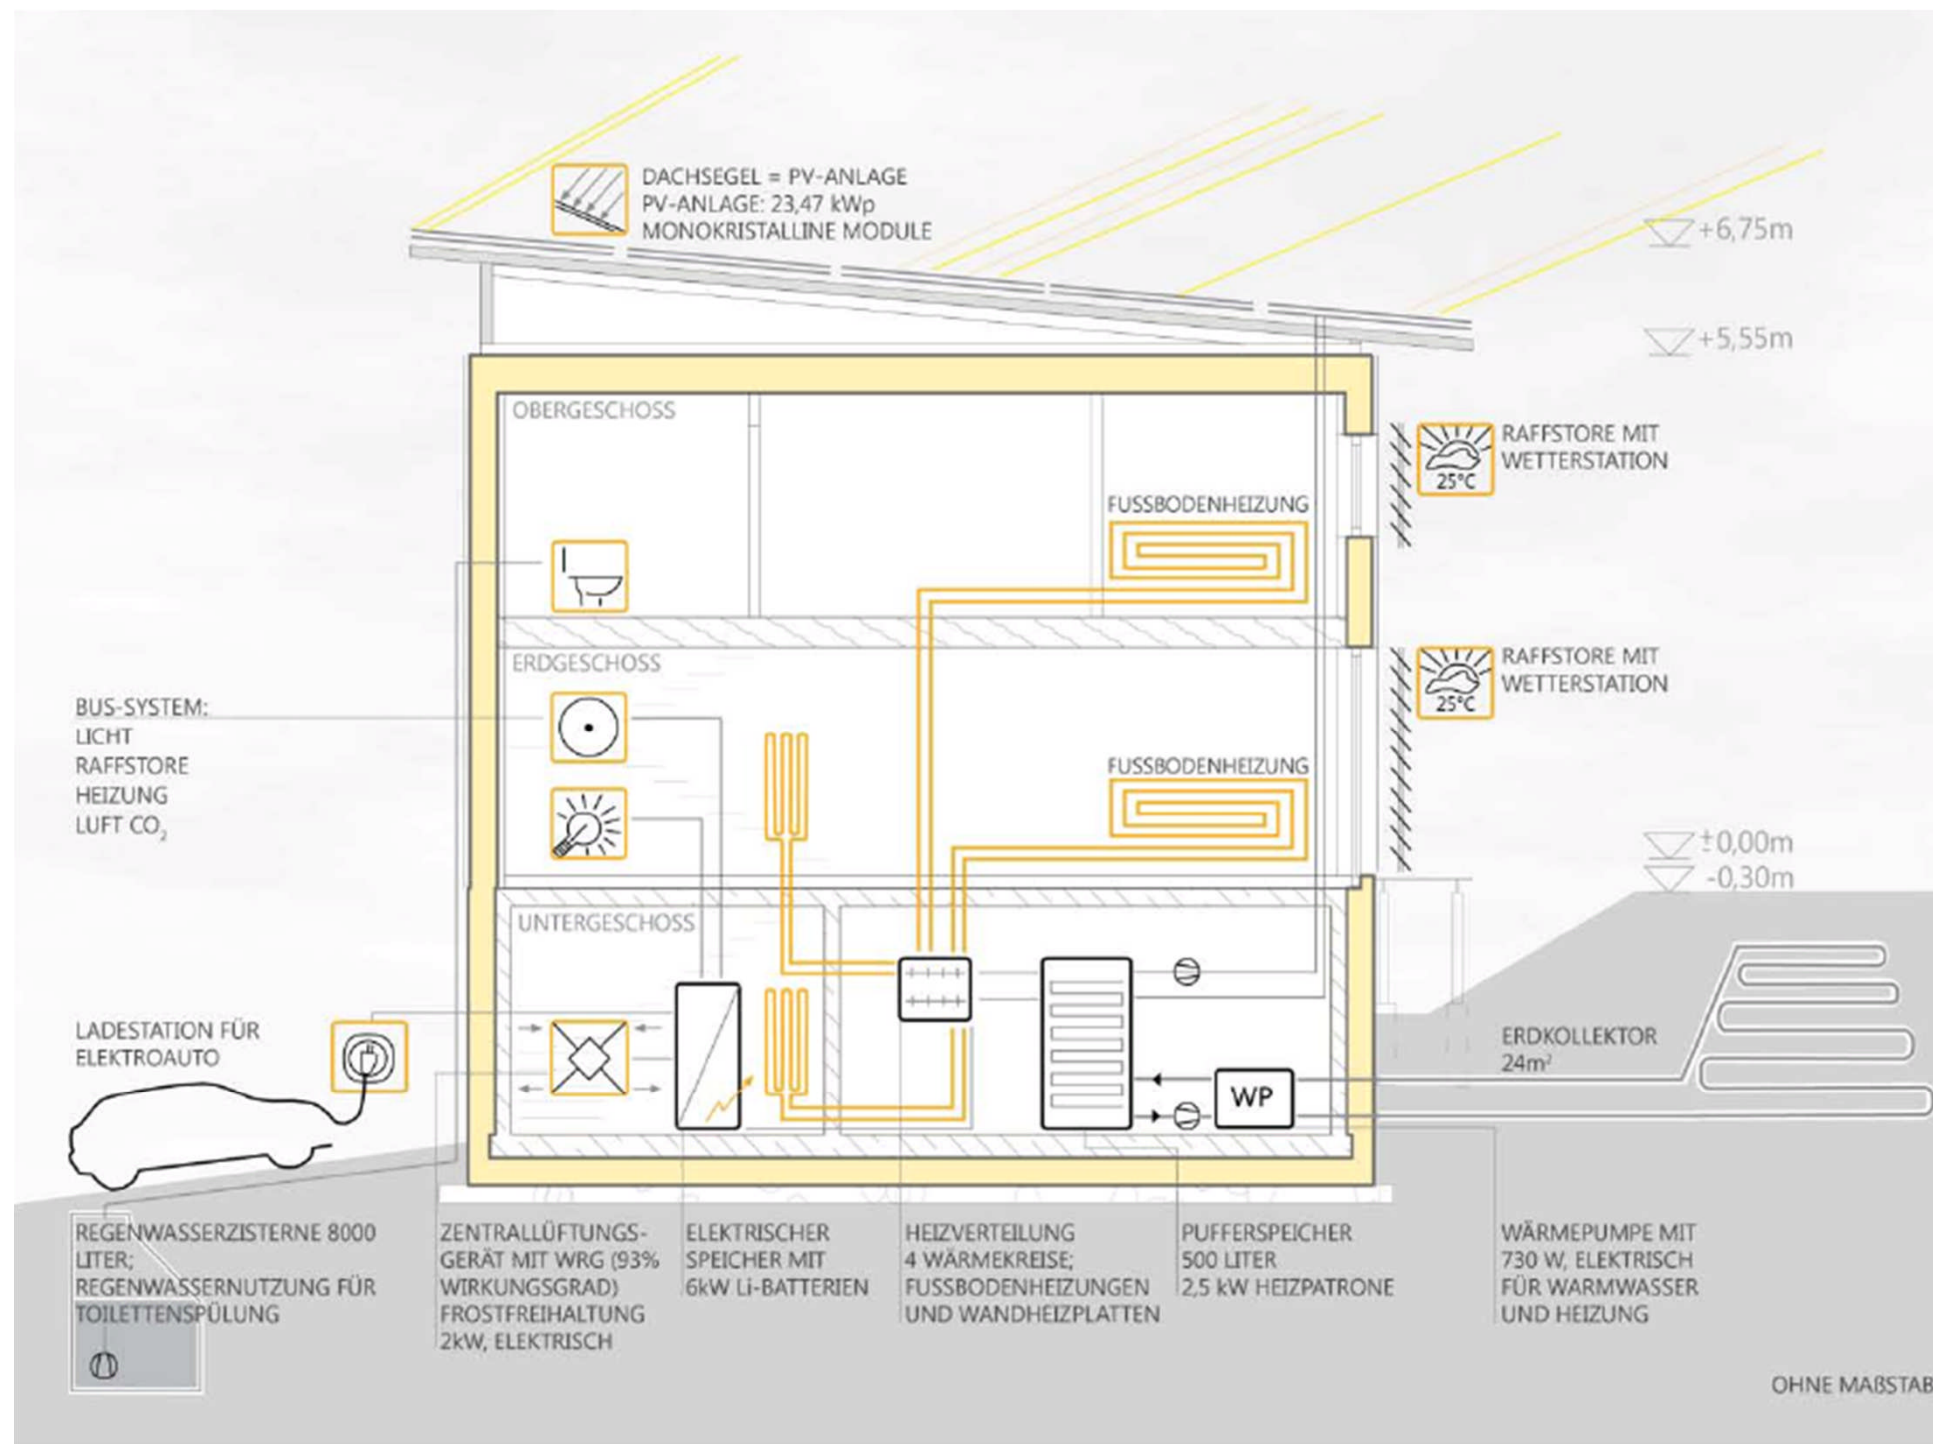 DACHSEGEL = PV-ANLAGE
PV-ANLAGE: 23,47 kWp
MONOKRISTALLINE MODULE
+6,75m
+5,55m
OBERGESCHOSS
RAFFSTORE MIT
WETTERSTATION
25°C
FUSSBODENHEIZUNG
ERDGESCHOSS
RAFFSTORE MIT
WETTERSTATION
25°C
BUS-SYSTEM:
LICHT
RAFFSTORE
HEIZUNG
LUFT CO₂
FUSSBODENHEIZUNG
±0,00m
-0,30m
UNTERGESCHOSS
LADESTATION FÜR
ELEKTROAUTO
ERDKOLLEKTOR
24m²
WP
REGENWASSERZISTERNE 8000
LITER;
REGENWASSERNUTZUNG FÜR
TOILETTENSPÜLUNG
ZENTRALLÜFTUNGS-
GERÄT MIT WRG (93%
WIRKUNGSGRAD)
FROSTFREIHALTUNG
2kW, ELEKTRISCH
ELEKTRISCHER
SPEICHER MIT
6kW Li-BATTERIEN
HEIZVERTEILUNG
4 WÄRMEKREISE;
FUSSBODENHEIZUNGEN
UND WANDHEIZPLATTEN
PUFFERSPEICHER
500 LITER
2,5 kW HEIZPATRONE
WÄRMEPUMPE MIT
730 W, ELEKTRISCH
FÜR WARMWASSER
UND HEIZUNG
OHNE MAßSTAB